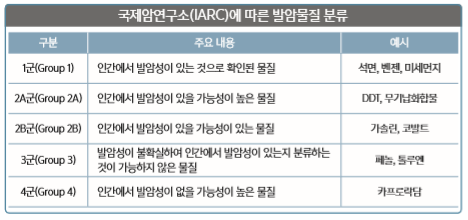 국제암연구소(IARC)에 따른 발암물질 분류
구분 주요 내용 예시
1군(Group 1) 인간에서 발암성이 있는 것으로 확인된 물질 석면, 벤젠, 미세먼지
2A군(Group 2A) 인간에서 발암성이 있을 가능성이 높은 물질 DDT, 무기납화합물
2B군(Group 2B) 인간에서 발암성이 있을 가능성이 있는 물질 가솔린, 코발트
3군(Group 3) 발암성이 불확실하여 인간에서 발암성이 있는지 분류하는
것이 가능하지 않은 물질 페놀, 톨루엔
4군(Group 4) 인간에서 발암성이 없을 가능성이 높은 물질 카프로락담